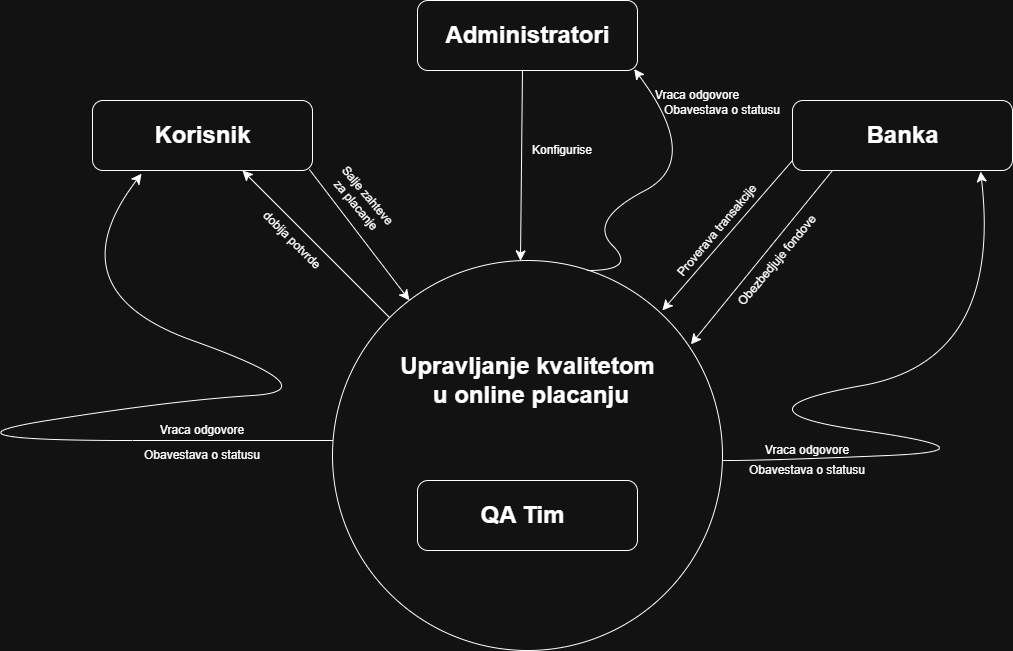 Administratori
Vraca odgovore
Obavestava o statusu
Korisnik
Banka
Konfigurise
Salje zahteve
za placanje
dobija potvrde
Proverava transakcije
Obezbedjuje fondove
Upravljanje kvalitetom
u online placanju
Vraca odgovore
Obavestava o statusu
Vraca odgovore
Obavestava o statusu
QA Tim